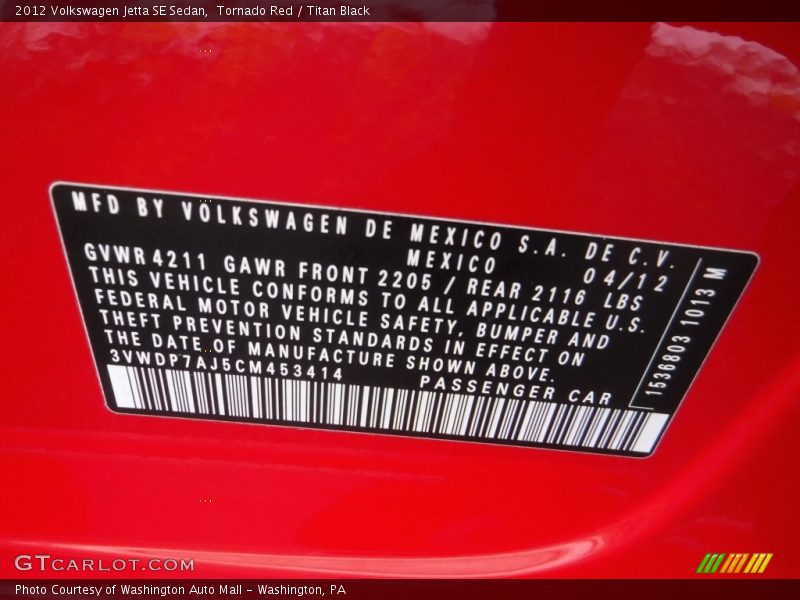 2012 Volkswagen Jetta SE Sedan,  Tornado Red / Titan Black
MFD BY VOLKSWAGEN DE MEXICO S.A. DE C.V.
MEXICO 04/12
GVWR 4211 GAWR FRONT 2205 / REAR 2116 LBS
THIS VEHICLE CONFORMS TO ALL APPLICABLE U.S.
FEDERAL MOTOR VEHICLE SAFETY, BUMPER AND
THEFT PREVENTION STANDARDS IN EFFECT ON
THE DATE OF MANUFACTURE SHOWN ABOVE.
3VWDP7AJ5CM453414 PASSENGER CAR
1536803 1013 M
GTCARLOT.COM
Photo Courtesy of Washington Auto Mall - Washington, PA